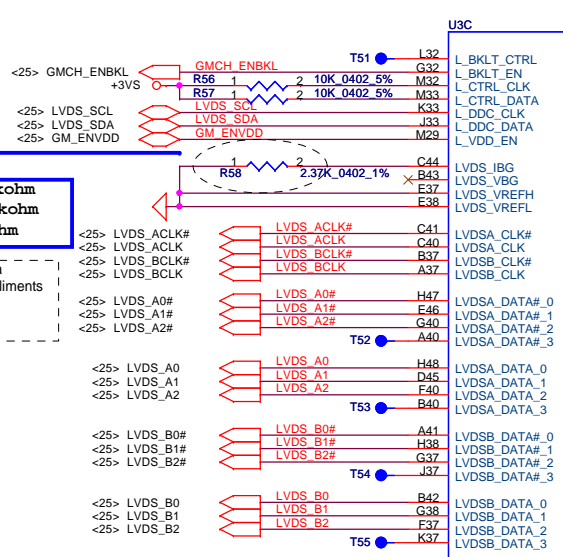 U3C
T51 L32 L_BKLT_CTRL
<25> GMCH_ENBKL GMCH_ENBKL G32 L_BKLT_EN
+3VS R56 1 2 10K_0402_5% M32 L_CTRL_CLK
R57 1 2 10K_0402_5% M33 L_CTRL_DATA
<25> LVDS_SCL LVDS_SCL K33 L_DDC_CLK
<25> LVDS_SDA LVDS_SDA J33 L_DDC_DATA
<25> GM_ENVDD GM_ENVDD M29 L_VDD_EN
R58 1 2 2.37K_0402_1% C44 LVDS_IBG
B43 LVDS_VBG
E37 LVDS_VREFH
E38 LVDS_VREFL
kohm
kohm
hm
<25> LVDS_ACLK# LVDS_ACLK# C41 LVDSA_CLK#
<25> LVDS_ACLK LVDS_ACLK C40 LVDSA_CLK
<25> LVDS_BCLK# LVDS_BCLK# B37 LVDSB_CLK#
<25> LVDS_BCLK LVDS_BCLK A37 LVDSB_CLK
diments
<25> LVDS_A0# LVDS_A0# H47 LVDSA_DATA#_0
<25> LVDS_A1# LVDS_A1# E46 LVDSA_DATA#_1
<25> LVDS_A2# LVDS_A2# G40 LVDSA_DATA#_2
T52 A40 LVDSA_DATA#_3
<25> LVDS_A0 LVDS_A0 H48 LVDSA_DATA_0
<25> LVDS_A1 LVDS_A1 D45 LVDSA_DATA_1
<25> LVDS_A2 LVDS_A2 F40 LVDSA_DATA_2
T53 B40 LVDSA_DATA_3
<25> LVDS_B0# LVDS_B0# A41 LVDSB_DATA#_0
<25> LVDS_B1# LVDS_B1# H38 LVDSB_DATA#_1
<25> LVDS_B2# LVDS_B2# G37 LVDSB_DATA#_2
T54 J37 LVDSB_DATA#_3
<25> LVDS_B0 LVDS_B0 B42 LVDSB_DATA_0
<25> LVDS_B1 LVDS_B1 G38 LVDSB_DATA_1
<25> LVDS_B2 LVDS_B2 F37 LVDSB_DATA_2
T55 K37 LVDSB_DATA_3